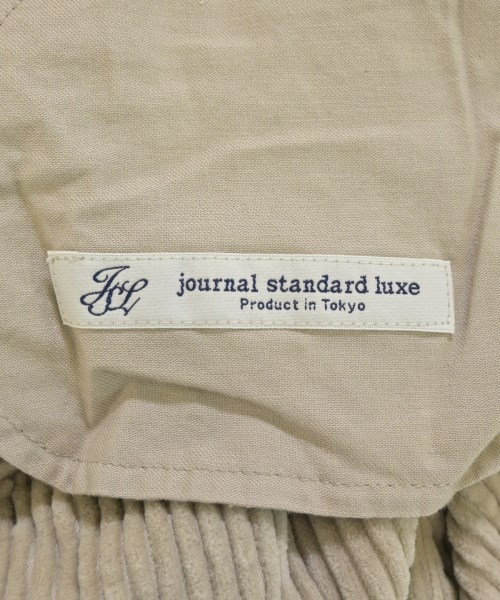 JSL
journal standard luxe
Product in Tokyo